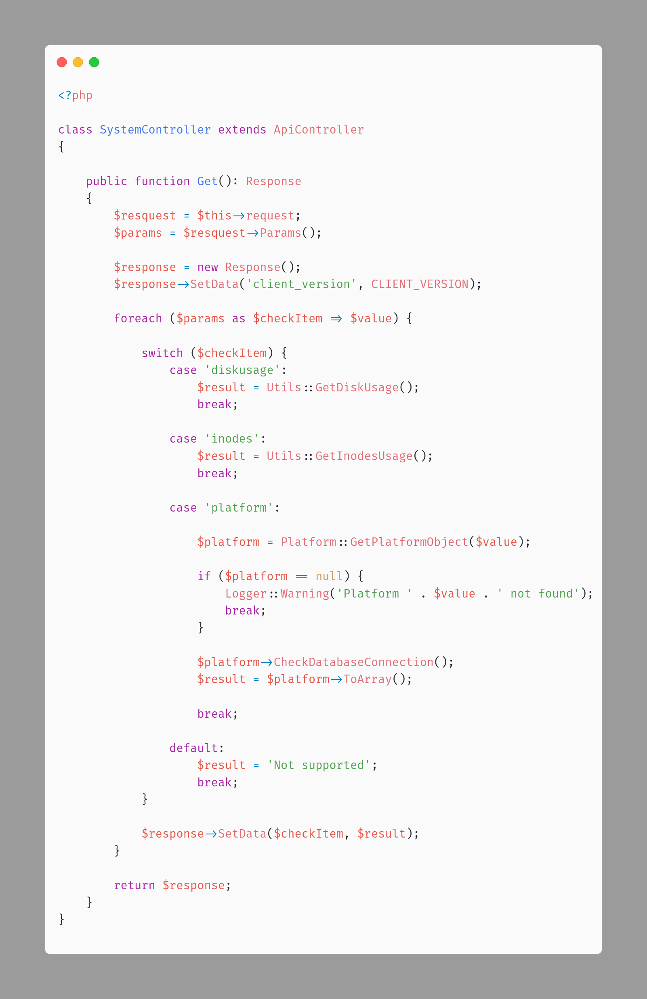 <?php
class SystemController extends ApiController
{
    public function Get(): Response
    {
        $resquest = $this->request;
        $params = $resquest->Params();
        $response = new Response();
        $response->SetData('client_version', CLIENT_VERSION);
        foreach ($params as $checkItem => $value) {
            switch ($checkItem) {
                case 'diskusage':
                    $result = Utils::GetDiskUsage();
                    break;
                case 'inodes':
                    $result = Utils::GetInodesUsage();
                    break;
                case 'platform':
                    $platform = Platform::GetPlatformObject($value);
                    if ($platform == null) {
                        Logger::Warning('Platform ' . $value . ' not found');
                        break;
                    }
                    $platform->CheckDatabaseConnection();
                    $result = $platform->ToArray();
                    break;
                default:
                    $result = 'Not supported';
                    break;
            }
            $response->SetData($checkItem, $result);
        }
        return $response;
    }
}